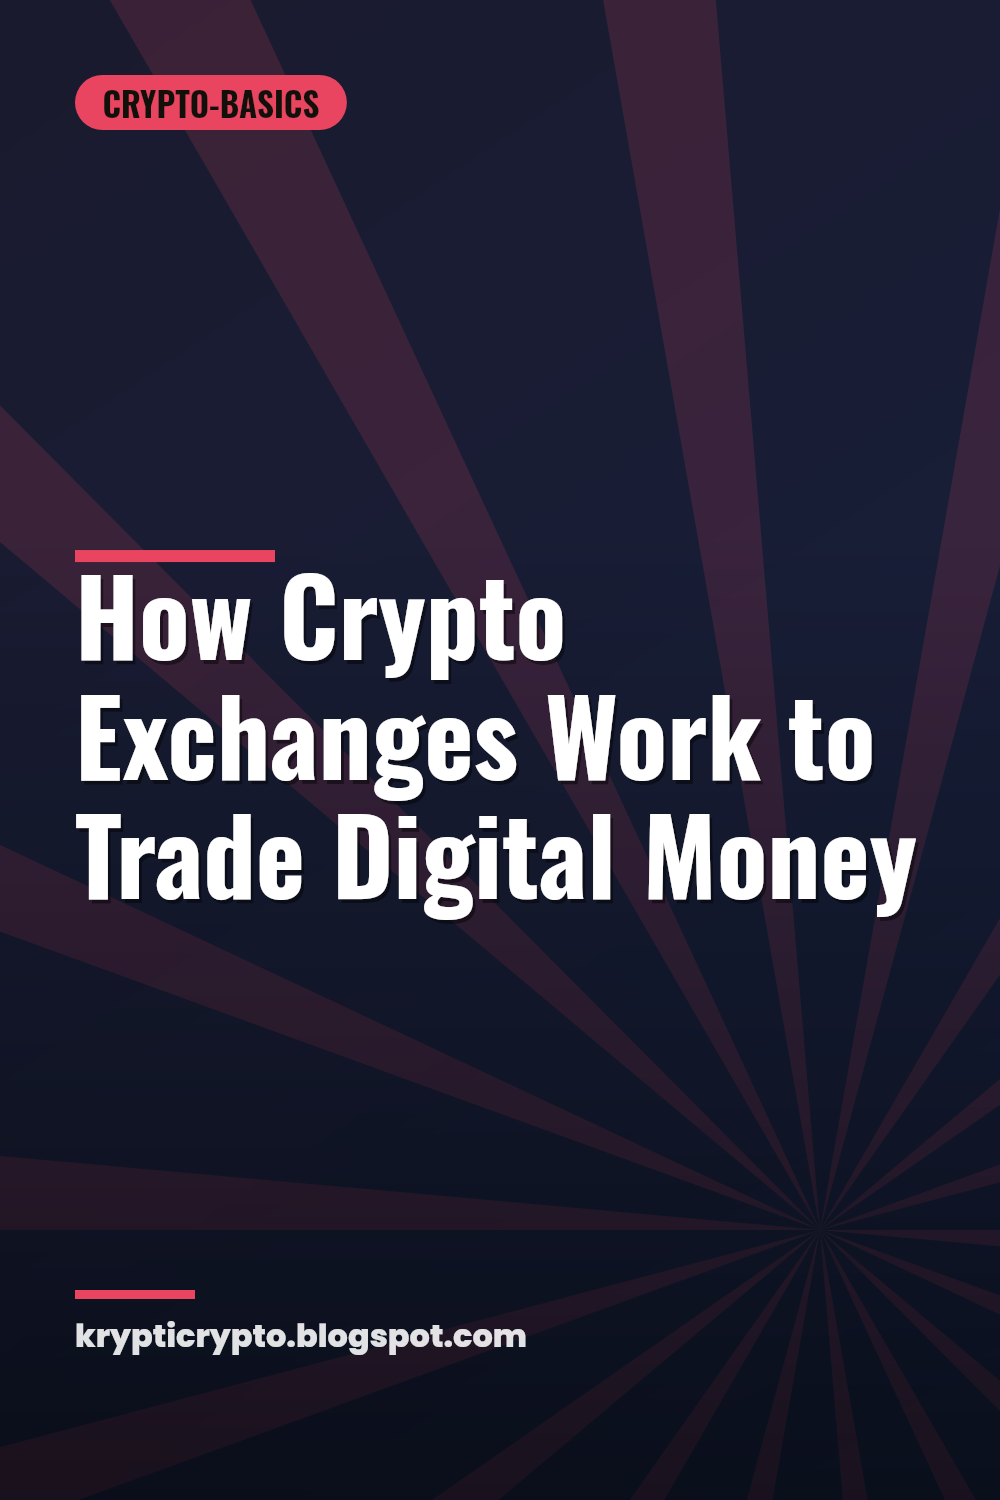 CRYPTO-BASICS
How Crypto
Exchanges Work to
Trade Digital Money
krypticrypto.blogspot.com